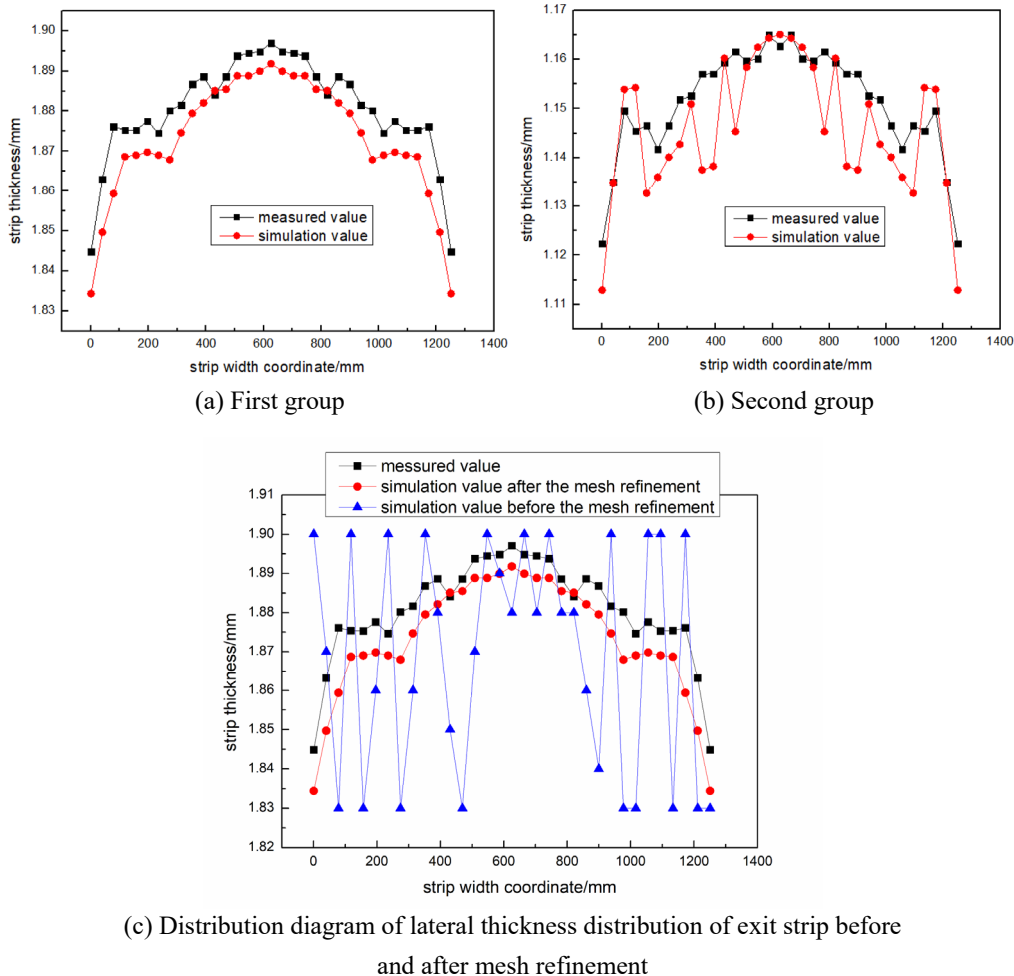 1.90
1.89
1.88
1.87
1.86
1.85
1.84
1.83
strip thickness/mm
measured value
simulation value
0 200 400 600 800 1000 1200 1400
strip width coordinate/mm
(a) First group
1.17
1.16
1.15
1.14
1.13
1.12
1.11
strip thickness/mm
measured value
simulation value
0 200 400 600 800 1000 1200 1400
strip width coordinate/mm
(b) Second group
messured value
simulation value after the mesh refinement
simulation value before the mesh refinement
1.91
1.90
1.89
1.88
1.87
1.86
1.85
1.84
1.83
1.82
strip thickness/mm
0 200 400 600 800 1000 1200 1400
strip width coordinate/mm
(c) Distribution diagram of lateral thickness distribution of exit strip before
and after mesh refinement